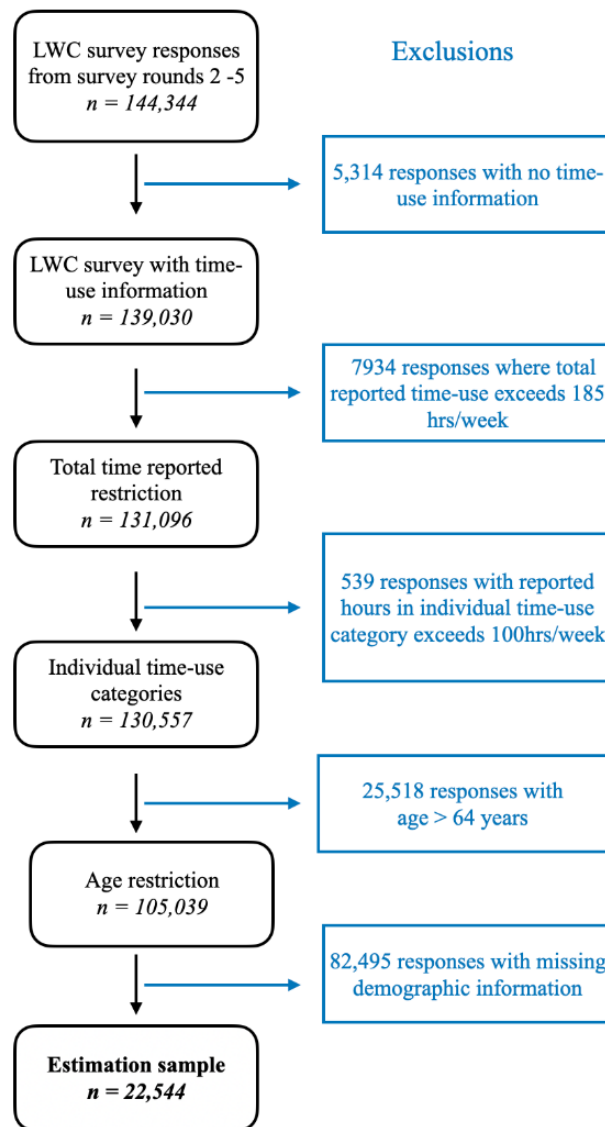 LWC survey responses
from survey rounds 2 -5
n = 144,344
Exclusions
5,314 responses with no time-
use information
LWC survey with time-
use information
n = 139,030
7934 responses where total
reported time-use exceeds 185
hrs/week
Total time reported
restriction
n = 131,096
539 responses with reported
hours in individual time-use
category exceeds 100hrs/week
Individual time-use
categories
n = 130,557
25,518 responses with
age > 64 years
Age restriction
n = 105,039
82,495 responses with missing
demographic information
Estimation sample
n = 22,544